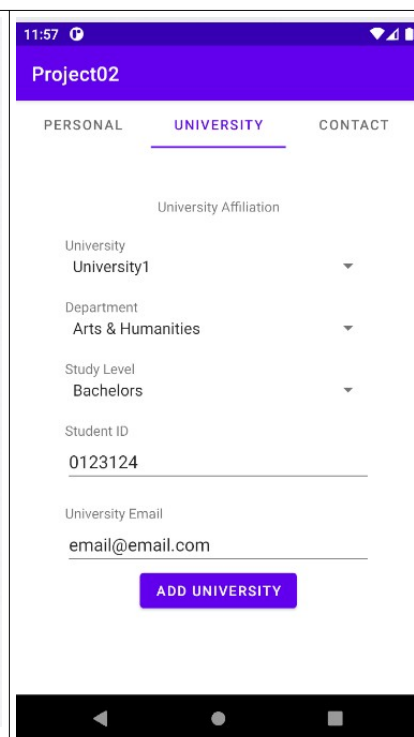 11:57
Project02
PERSONAL UNIVERSITY CONTACT
University Affiliation
University
University1
Department
Arts & Humanities
Study Level
Bachelors
Student ID
0123124
University Email
email@email.com
ADD UNIVERSITY